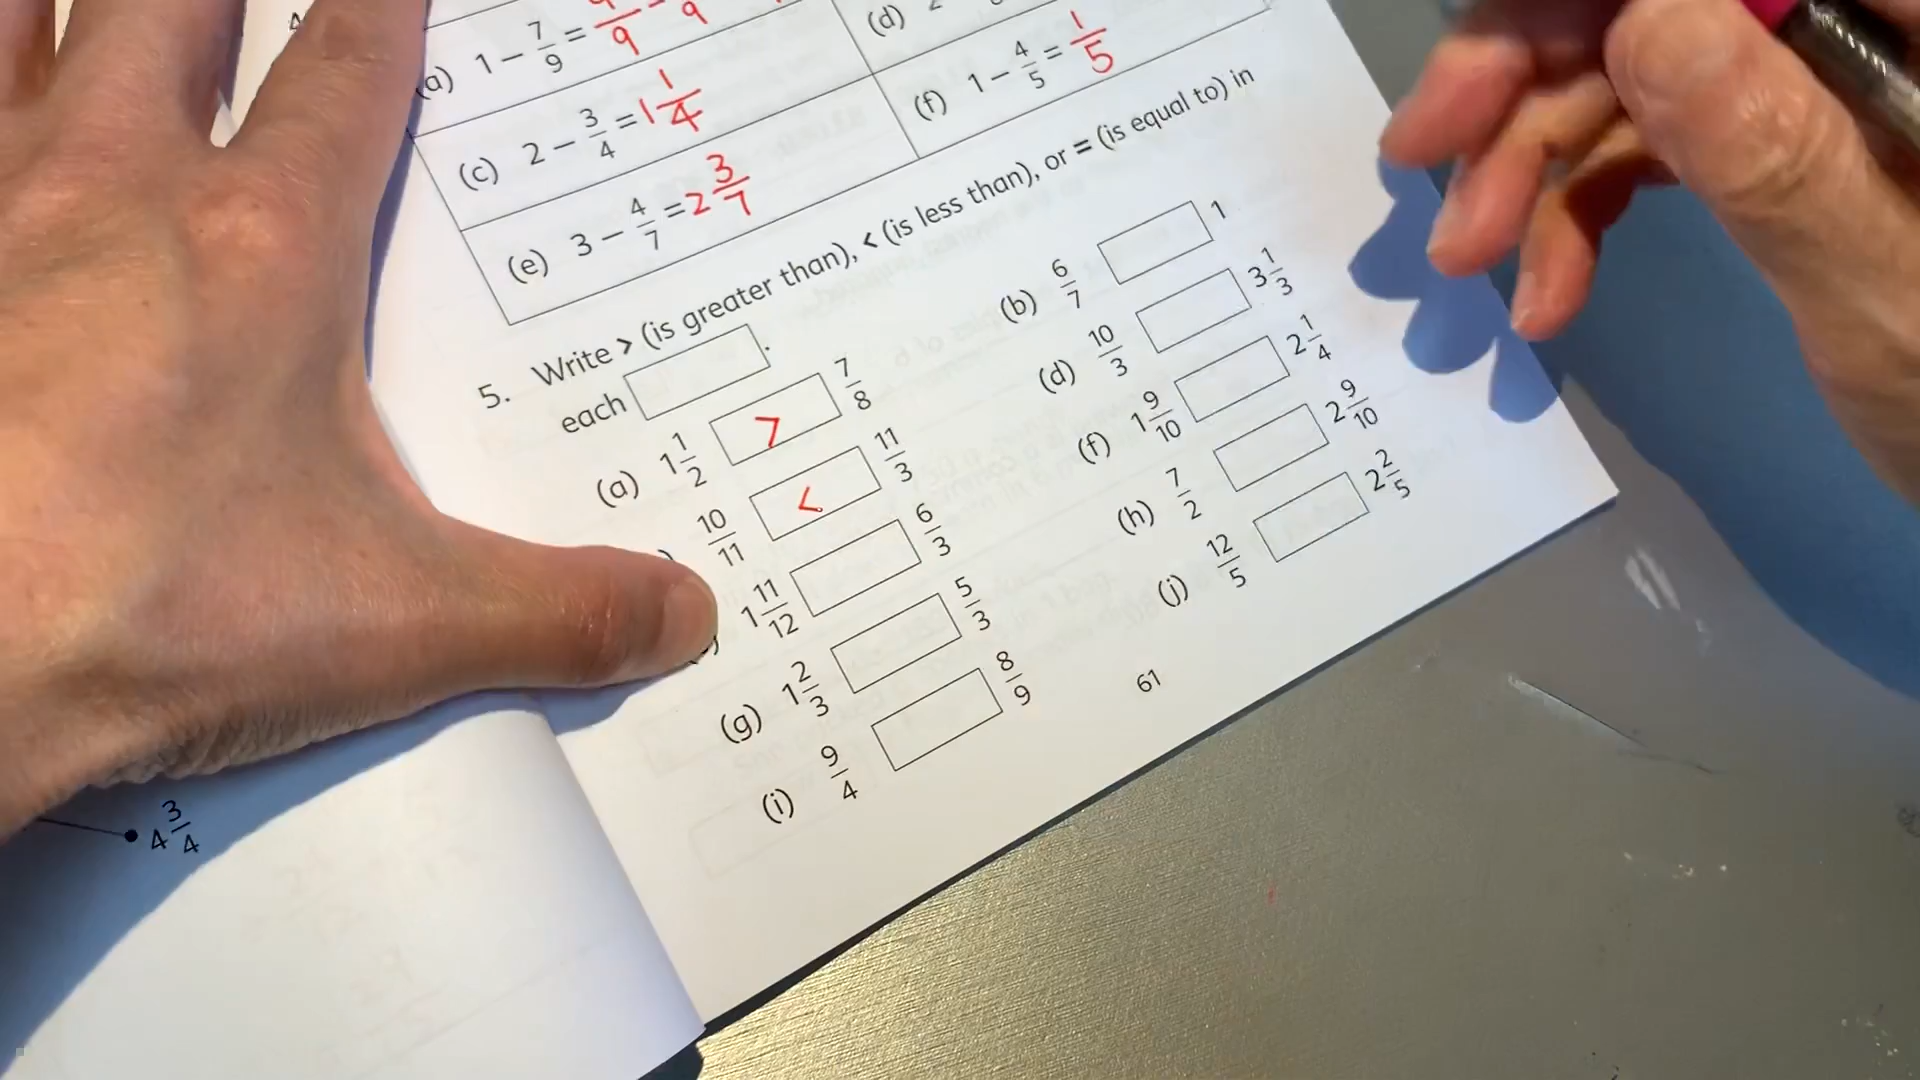 (a) 1 - 7/9 = 9/9 -
(d)
(c) 2 - 3/4 = 1 1/4
(f) 1 - 4/5 = 1/5
(e) 3 - 4/7 = 2 3/7
5. Write > (is greater than), < (is less than), or = (is equal to) in
each .
(a) 1 1/2 > 7/8
(b) 6/7 1
10/11 < 11/3
(d) 10/3 3 1/3
1 11/12 6/3
(f) 1 9/10 2 1/4
(g) 1 2/3 5/3
(h) 7/2 2 9/10
(i) 9/4 8/9
(j) 12/5 2 2/5
61
4 3/4